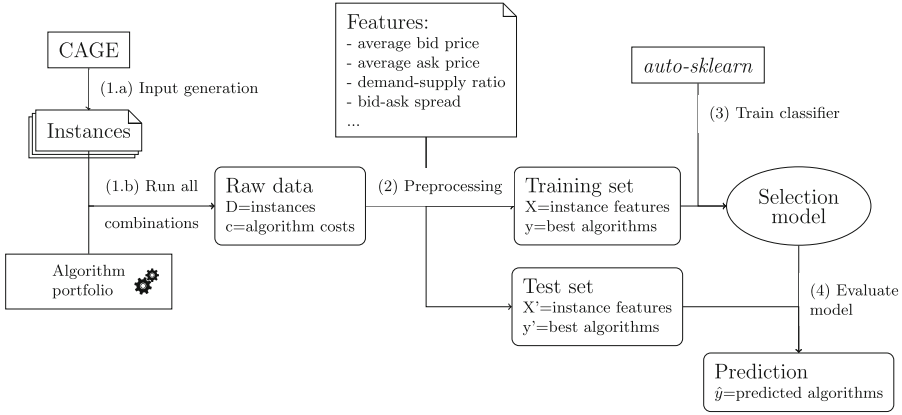 CAGE
(1.a) Input generation
Instances
(1.b) Run all
combinations
Algorithm
portfolio
Raw data
D=instances
c=algorithm costs
Features:
- average bid price
- average ask price
- demand-supply ratio
- bid-ask spread
...
(2) Preprocessing
Training set
X=instance features
y=best algorithms
Test set
X'=instance features
y'=best algorithms
auto-sklearn
(3) Train classifier
Selection
model
(4) Evaluate
model
Prediction
ŷ=predicted algorithms